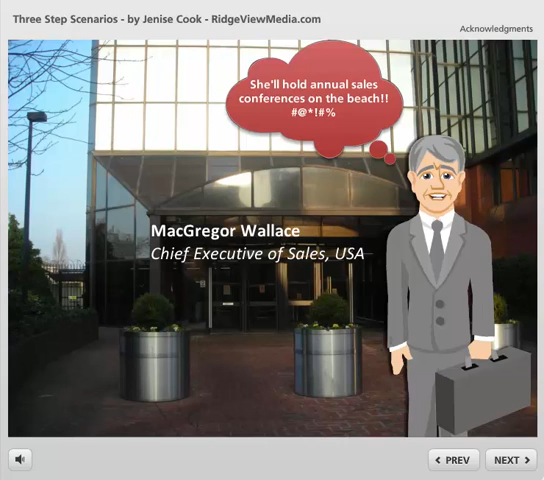 Three Step Scenarios - by Jenise Cook - RidgeViewMedia.com
Acknowledgments
She'll hold annual sales
conferences on the beach!!
#@*!#%
MacGregor Wallace
Chief Executive of Sales, USA
PREV
NEXT